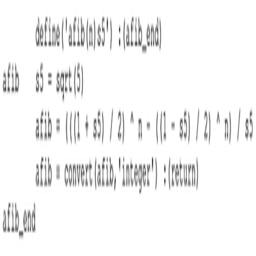 define('afib(n)s5') :(afib_end)
afib s5 = sqrt(5)
afib = (((1 + s5) / 2) ^ n - ((1 - s5) / 2) ^ n) / s5
afib = convert(afib,'integer') :(return)
afib_end